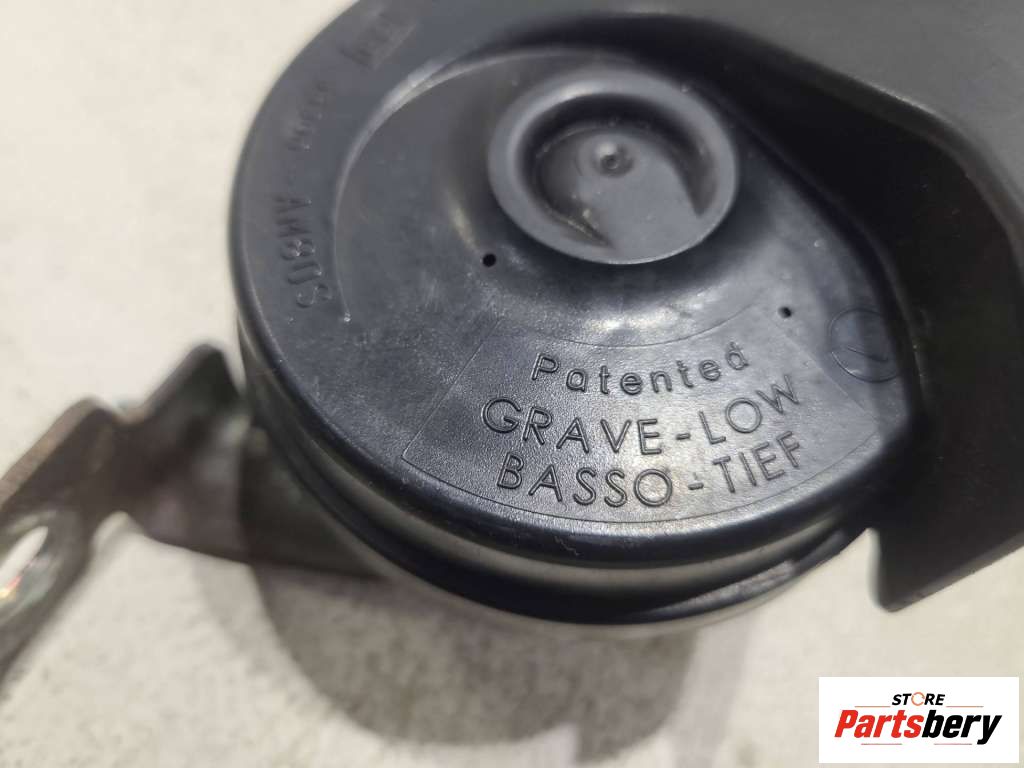 Patented
GRAVE-LOW
BASSO-TIEF
STORE
Partsbery